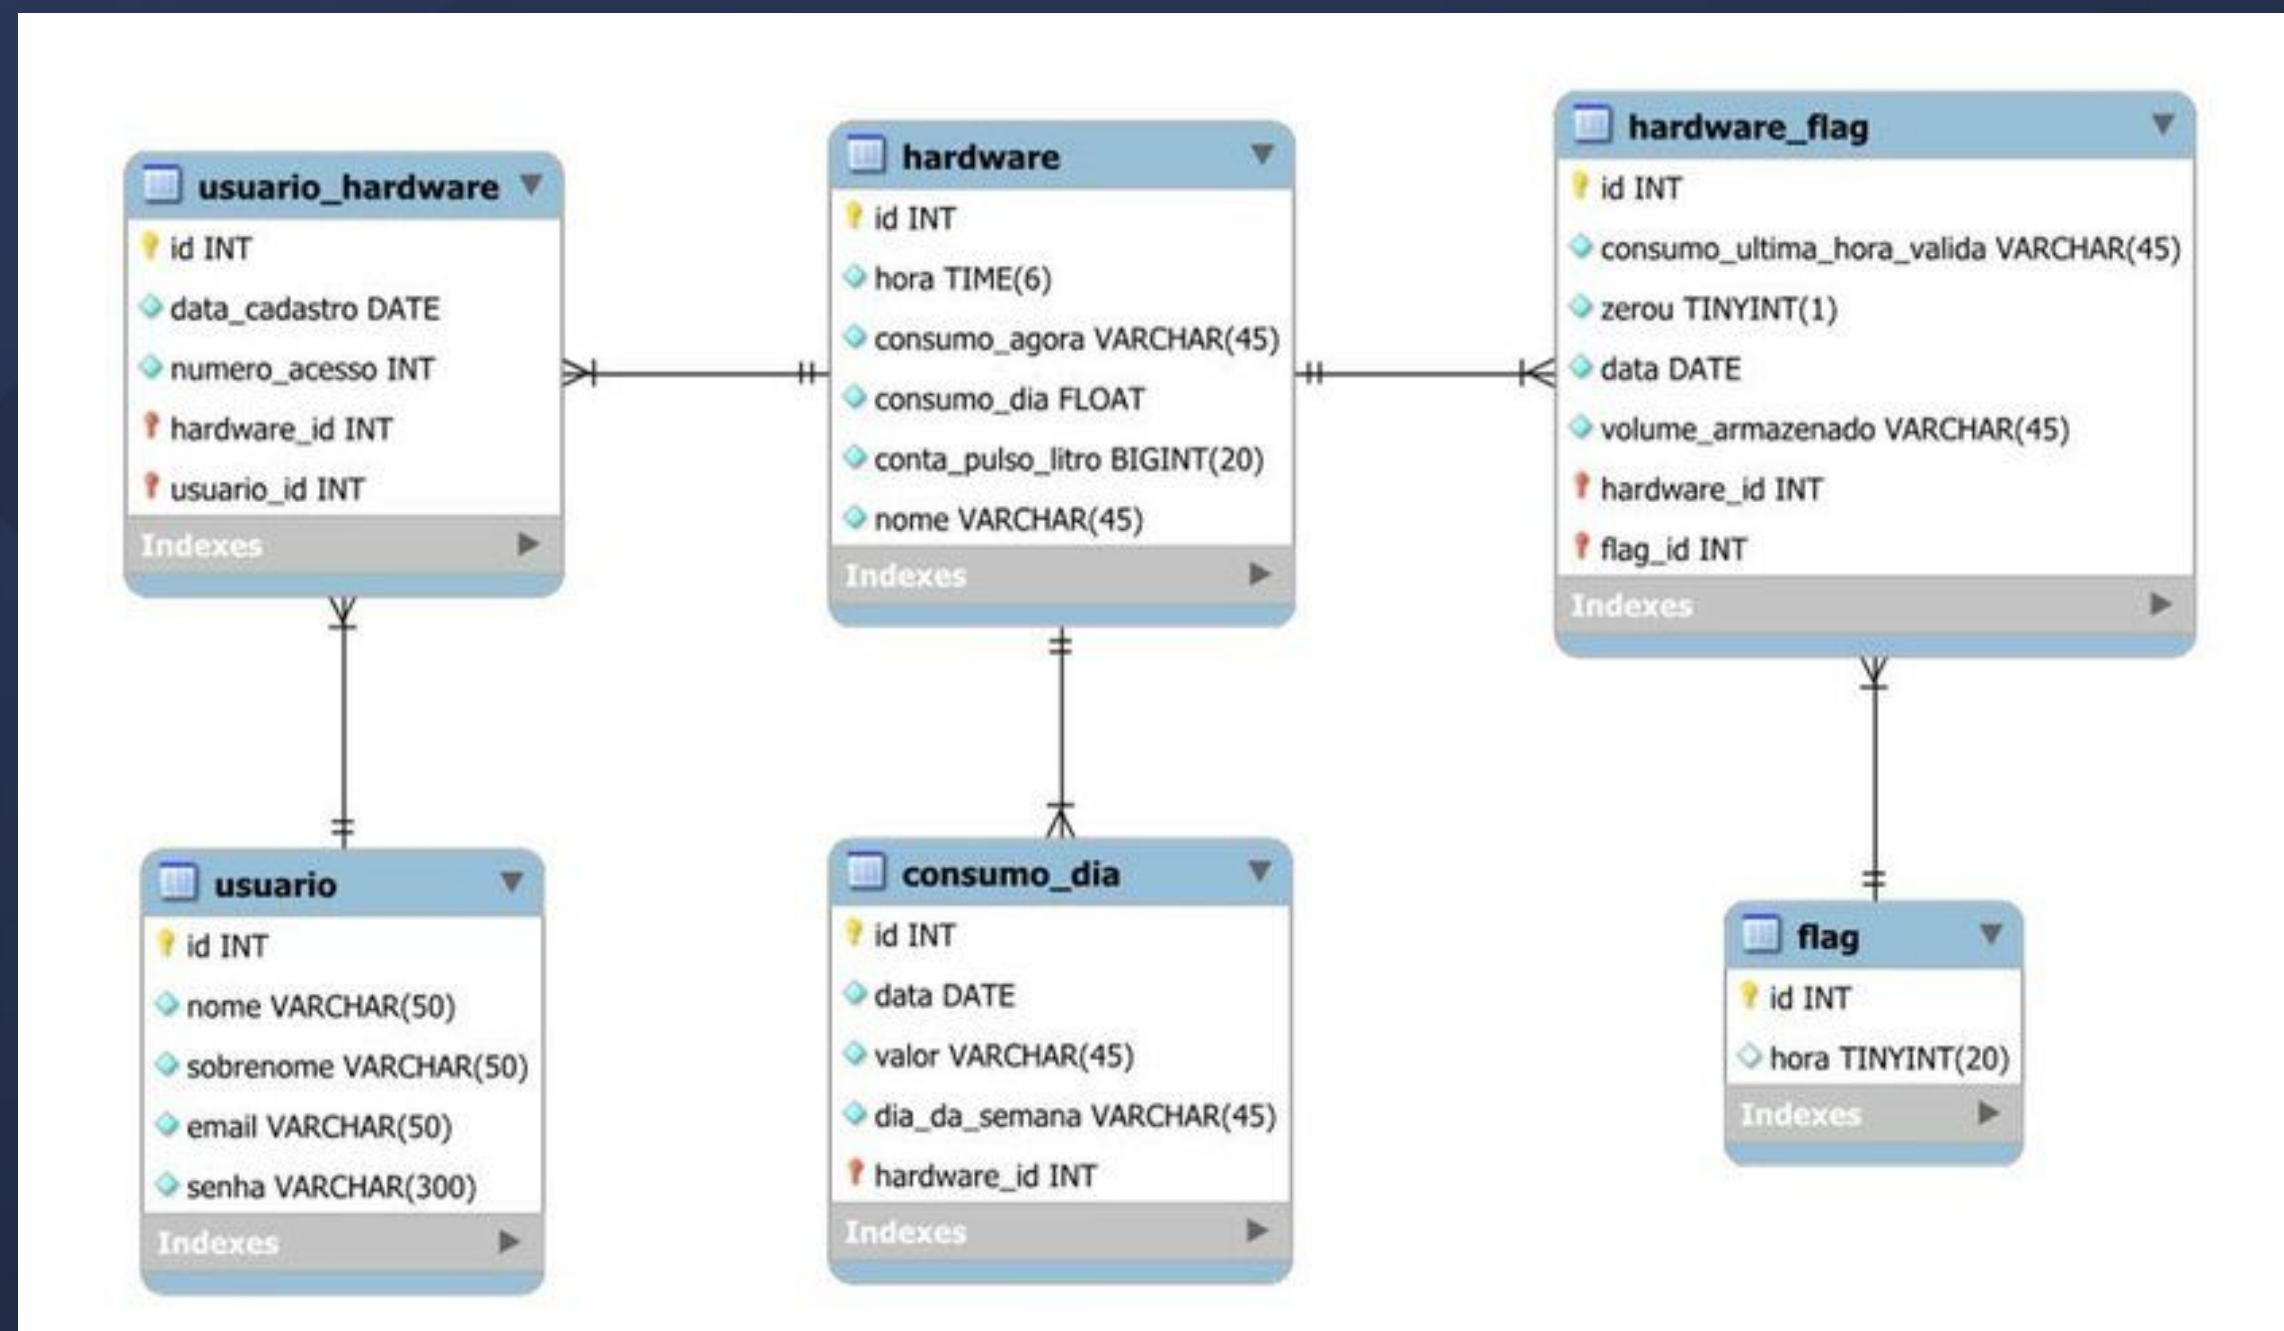 usuario_hardware
id INT
data_cadastro DATE
numero_acesso INT
hardware_id INT
usuario_id INT
Indexes
hardware
id INT
hora TIME(6)
consumo_agora VARCHAR(45)
consumo_dia FLOAT
conta_pulso_litro BIGINT(20)
nome VARCHAR(45)
Indexes
hardware_flag
id INT
consumo_ultima_hora_valida VARCHAR(45)
zerou TINYINT(1)
data DATE
volume_armazenado VARCHAR(45)
hardware_id INT
flag_id INT
Indexes
usuario
id INT
nome VARCHAR(50)
sobrenome VARCHAR(50)
email VARCHAR(50)
senha VARCHAR(300)
Indexes
consumo_dia
id INT
data DATE
valor VARCHAR(45)
dia_da_semana VARCHAR(45)
hardware_id INT
Indexes
flag
id INT
hora TINYINT(20)
Indexes